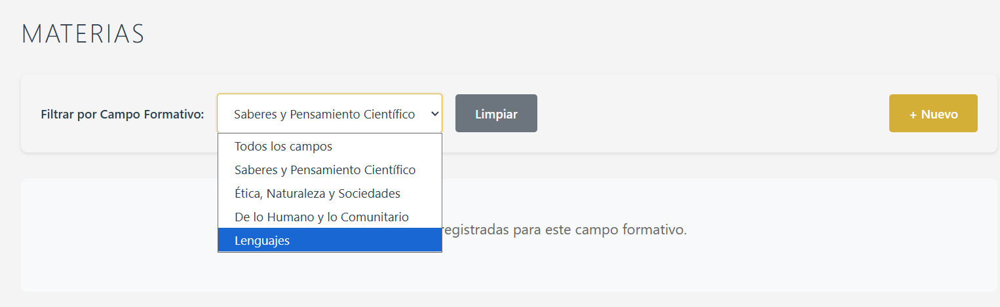 MATERIAS
Filtrar por Campo Formativo: Saberes y Pensamiento Científico Limpiar + Nuevo
Todos los campos
Saberes y Pensamiento Científico
Ética, Naturaleza y Sociedades
De lo Humano y lo Comunitario
registradas para este campo formativo.
Lenguajes